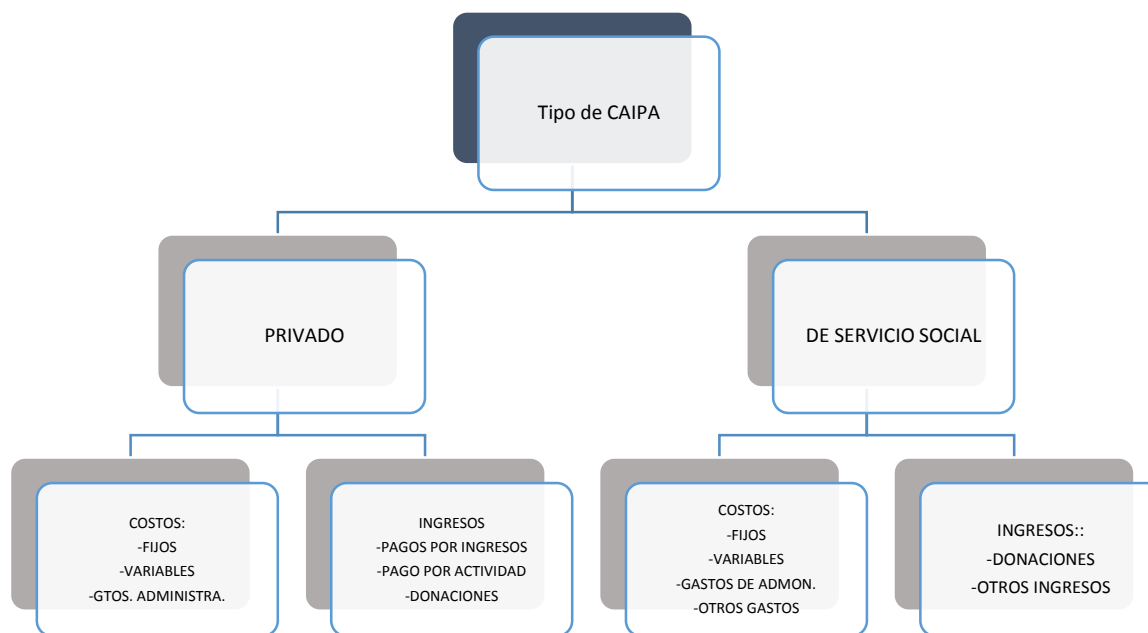 Tipo de CAIPA
PRIVADO
DE SERVICIO SOCIAL
COSTOS:
-FIJOS
-VARIABLES
-GTOS. ADMINISTRA.
INGRESOS
-PAGOS POR INGRESOS
-PAGO POR ACTIVIDAD
-DONACIONES
COSTOS:
-FIJOS
-VARIABLES
-GASTOS DE ADMON.
-OTROS GASTOS
INGRESOS::
-DONACIONES
-OTROS INGRESOS